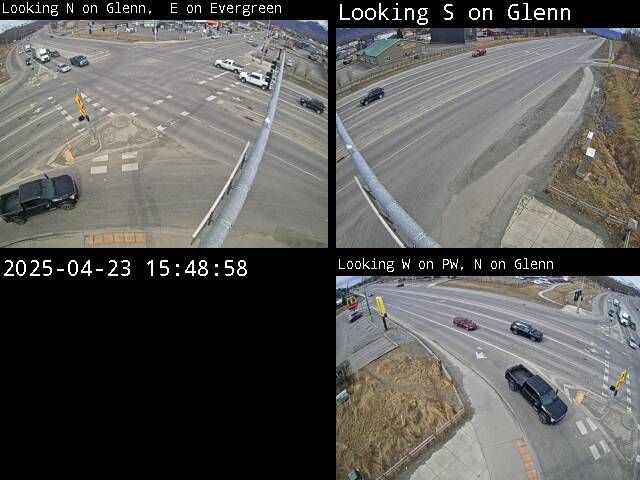 Looking N on Glenn,  E on Evergreen
Looking S on Glenn
2025-04-23 15:48:58
Looking W on PW, N on Glenn